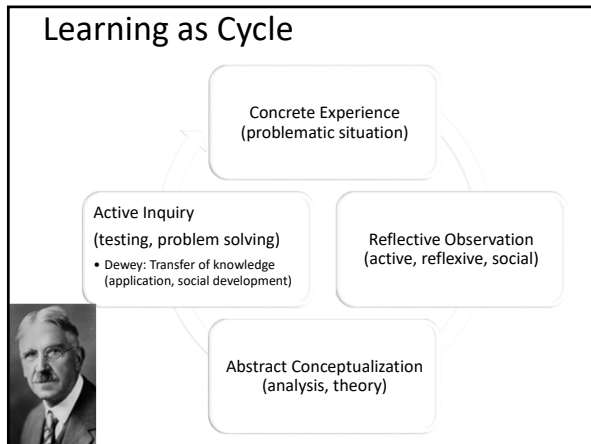 Learning as Cycle
Concrete Experience
(problematic situation)
Active Inquiry
(testing, problem solving)
• Dewey: Transfer of knowledge
(application, social development)
Reflective Observation
(active, reflexive, social)
Abstract Conceptualization
(analysis, theory)